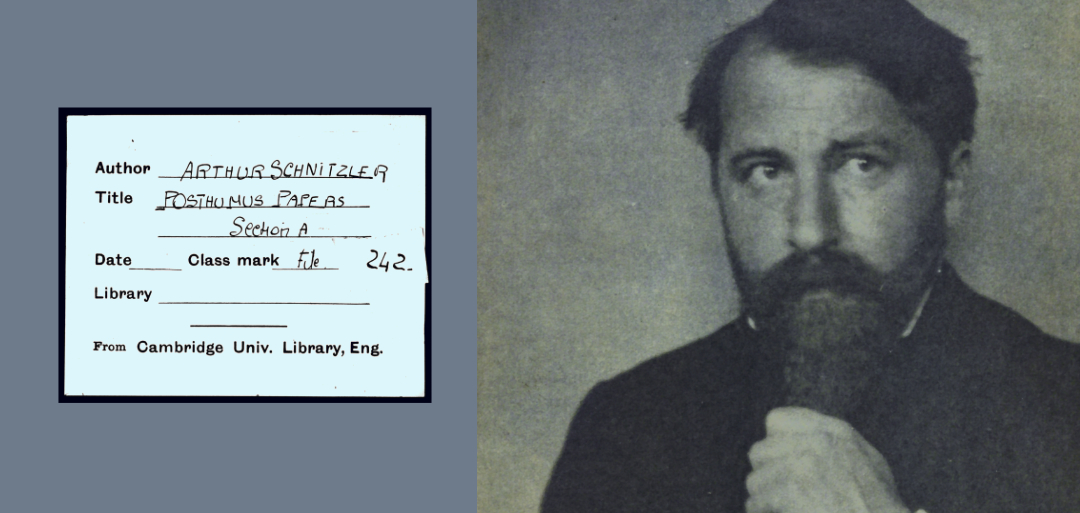 Author ARTHUR SCHNiTZLER
Title POSTHUMUS PAPERS
Section A
Date Class mark File 242.
Library
From Cambridge Univ. Library, Eng.